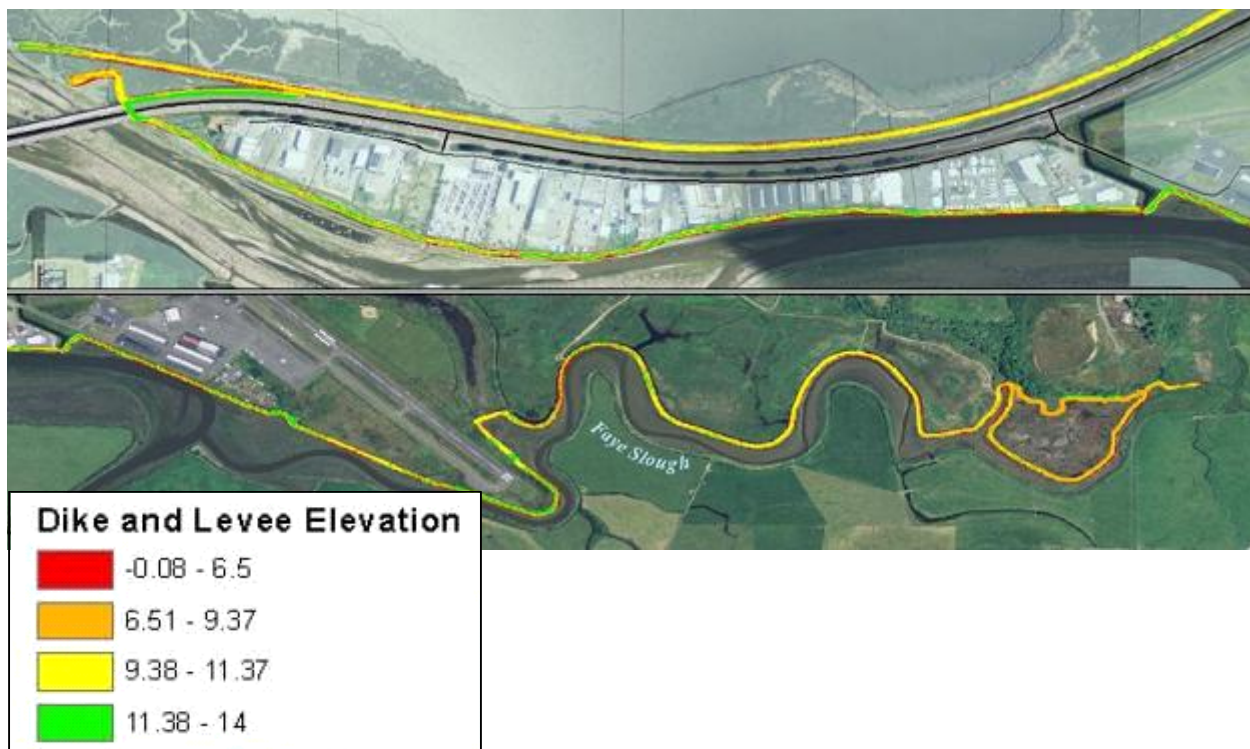 Faye Slough
Dike and Levee Elevation
-0.08 - 6.5
6.51 - 9.37
9.38 - 11.37
11.38 - 14